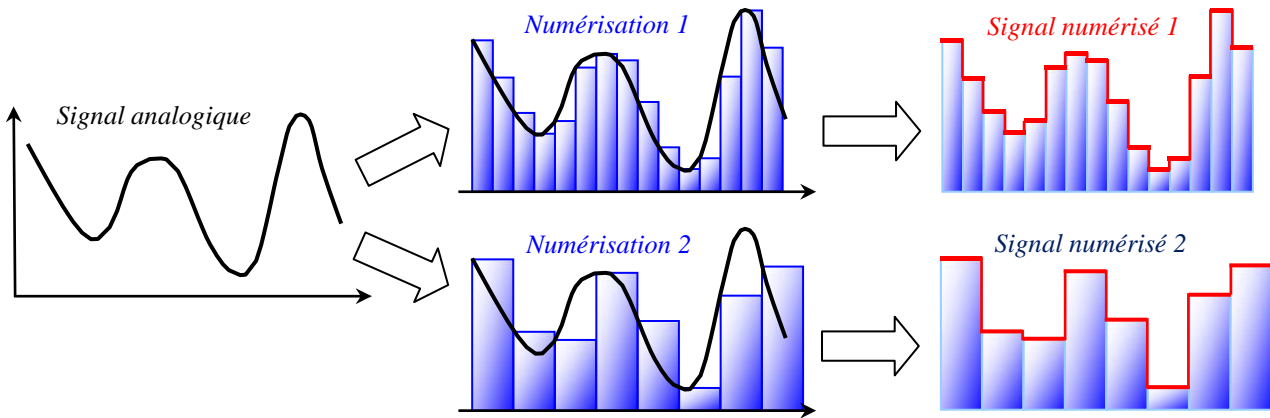 Signal analogique
Numérisation 1
Signal numérisé 1
Numérisation 2
Signal numérisé 2